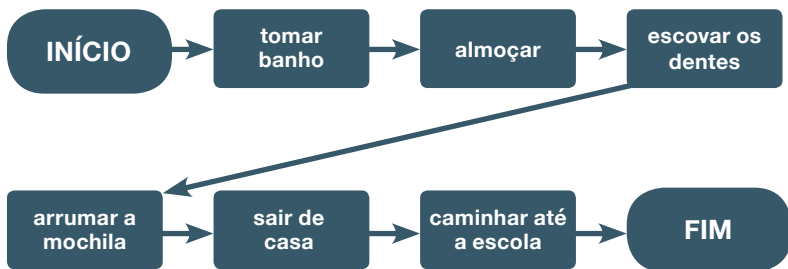 INÍCIO
tomar
banho
almoçar
escovar os
dentes
arrumar a
mochila
sair de
casa
caminhar até
a escola
FIM